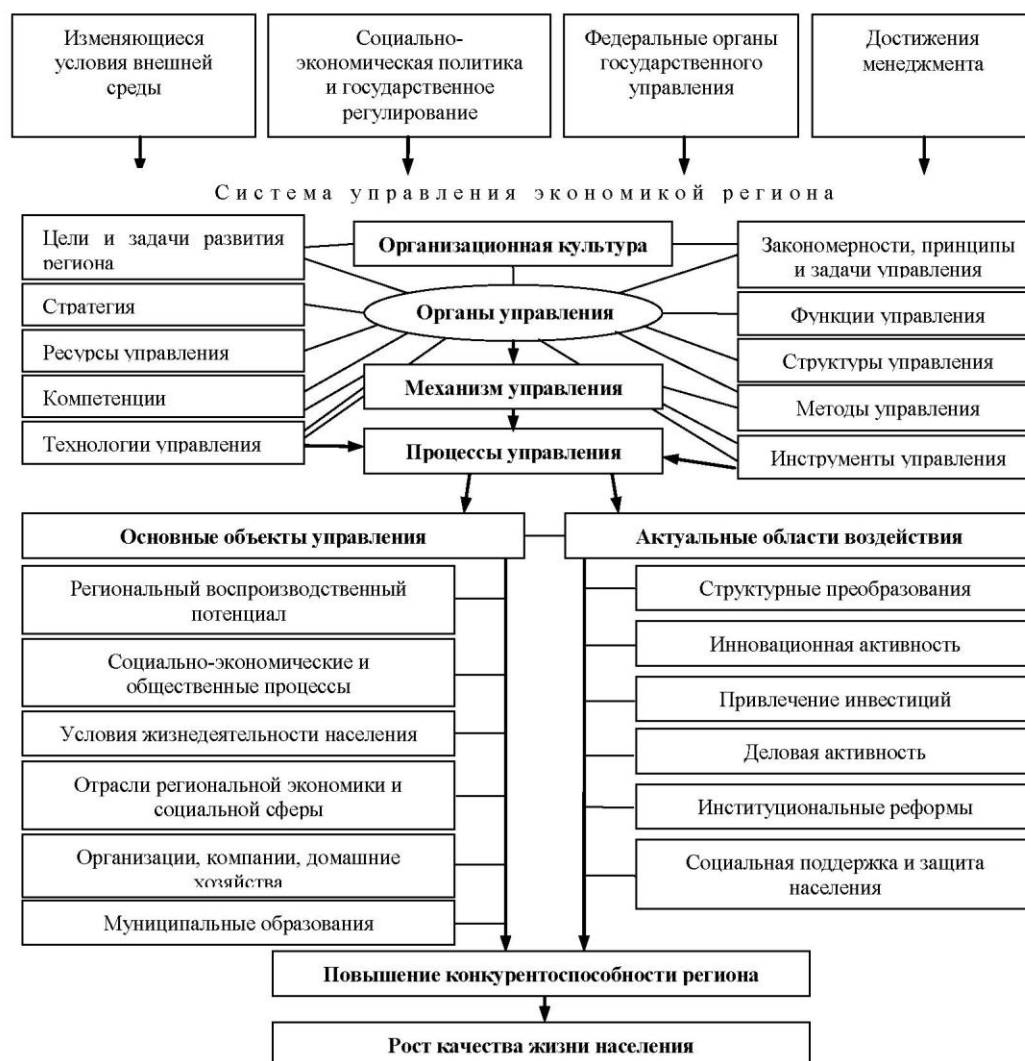 Изменяющиеся
условия внешней
среды
Социально-
экономическая политика
и государственное
регулирование
Федеральные органы
государственного
управления
Достижения
менеджмента
Система управления экономикой региона
Цели и задачи развития
региона
Стратегия
Ресурсы управления
Компетенции
Технологии управления
Организационная культура
Органы управления
Механизм управления
Процессы управления
Закономерности, принципы
и задачи управления
Функции управления
Структуры управления
Методы управления
Инструменты управления
Основные объекты управления
Региональный воспроизводственный
потенциал
Социально-экономические и
общественные процессы
Условия жизнедеятельности населения
Отрасли региональной экономики и
социальной сферы
Организации, компании, домашние
хозяйства
Муниципальные образования
Актуальные области воздействия
Структурные преобразования
Инновационная активность
Привлечение инвестиций
Деловая активность
Институциональные реформы
Социальная поддержка и защита
населения
Повышение конкурентоспособности региона
Рост качества жизни населения